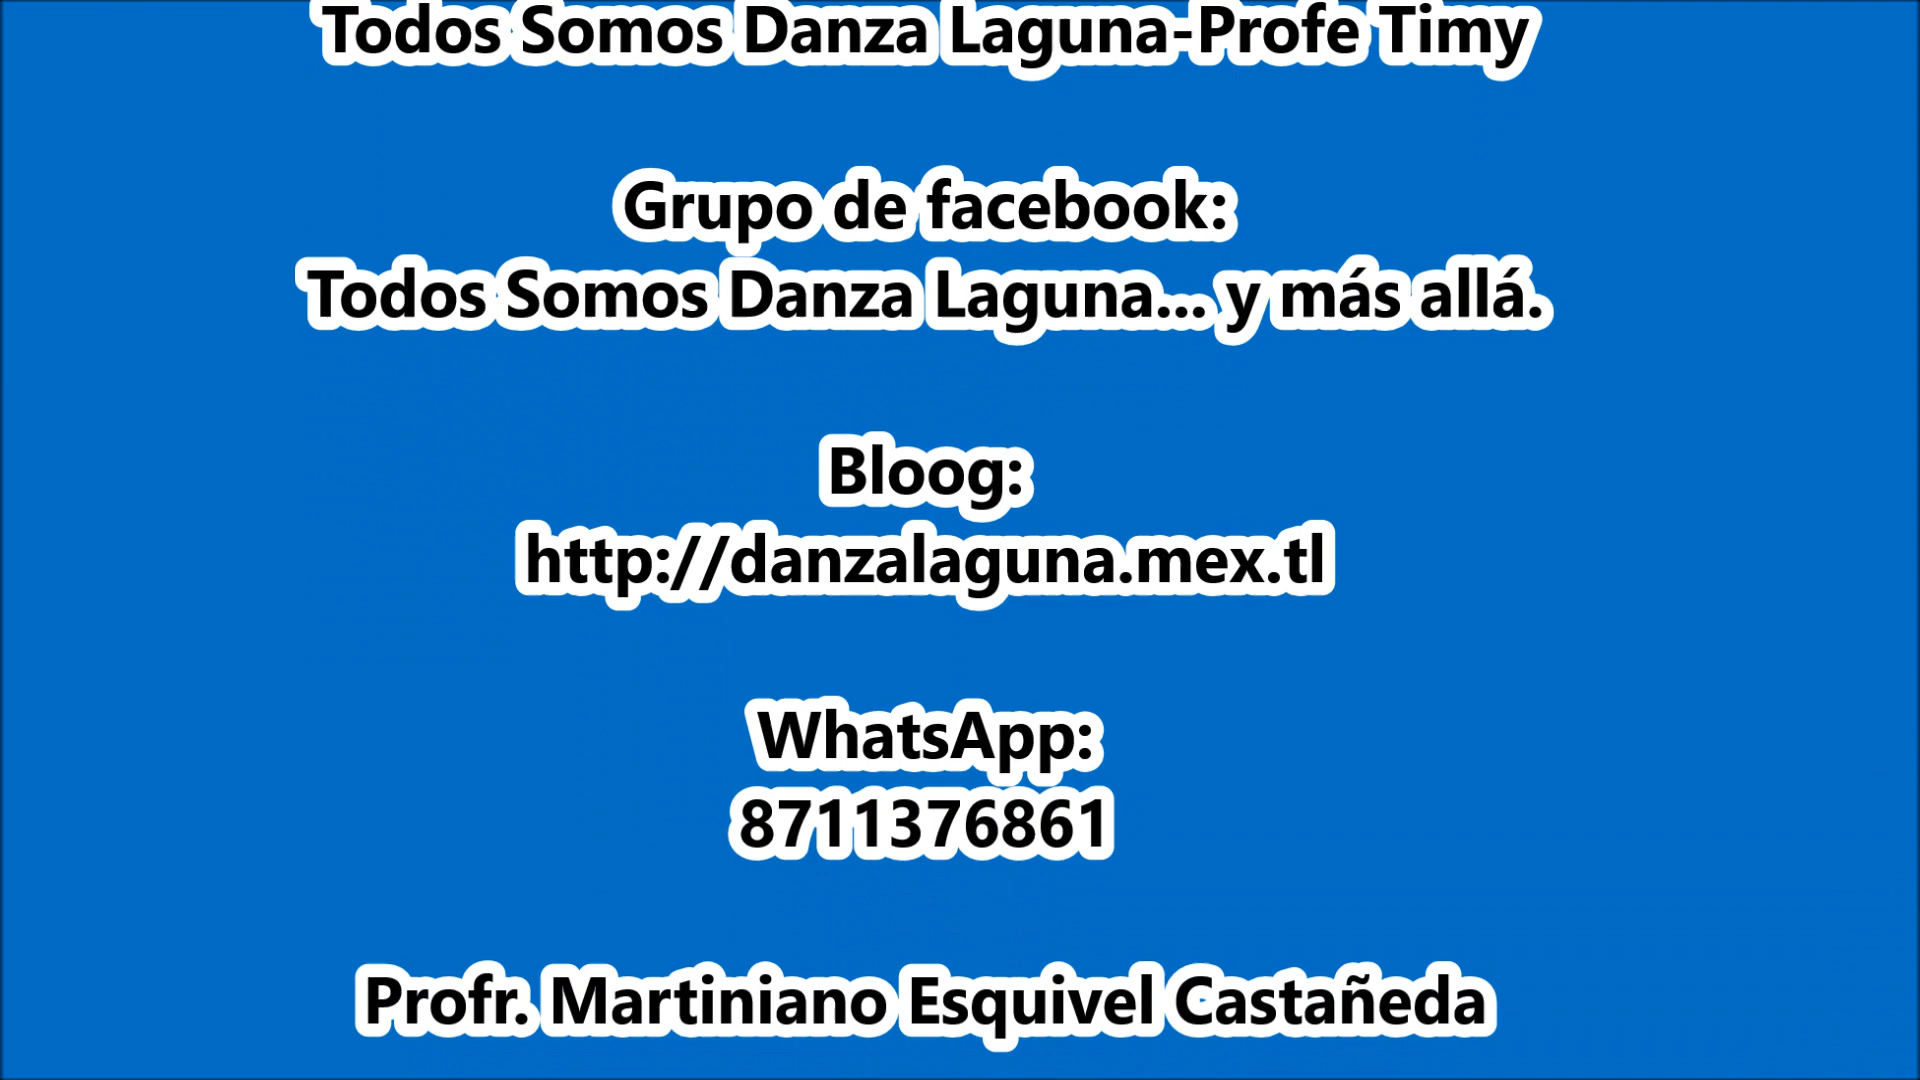 Todos Somos Danza Laguna-Profe Timy
Grupo de facebook:
Todos Somos Danza Laguna... y más allá.
Bloog:
http://danzalaguna.mex.tl
WhatsApp:
8711376861
Profr. Martiniano Esquivel Castañeda